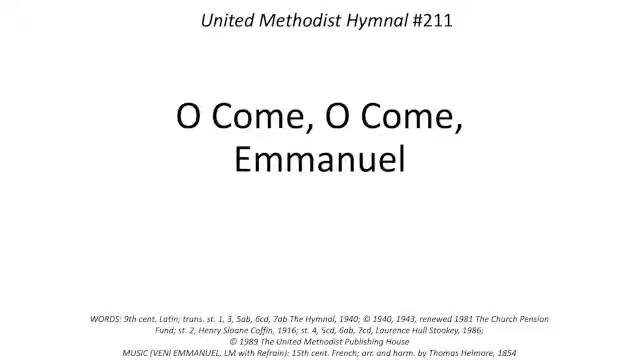 United Methodist Hymnal #211
O Come, O Come,
Emmanuel
WORDS: 9th cent. Latin; trans. st. 1, 3, 5ab, 6cd, 7ab The Hymnal, 1940; © 1940, 1943, renewed 1981 The Church Pension
Fund; st. 2, Henry Sloane Coffin, 1916; st. 4, 5cd, 6ab, 7cd, Laurence Hull Stookey, 1986;
© 1989 The United Methodist Publishing House
MUSIC (VENI EMMANUEL, LM with Refrain): 15th cent. French; arr. and harm. by Thomas Helmore, 1854